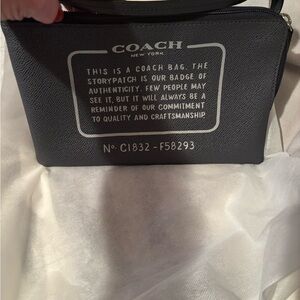 COACH
NEW YORK
THIS IS A COACH BAG. THE
STORYPATCH IS OUR BADGE OF
AUTHENTICITY. FEW PEOPLE MAY
SEE IT, BUT IT WILL ALWAYS BE A
REMINDER OF OUR COMMITMENT
TO QUALITY AND CRAFTSMANSHIP.
Nº C1832 - F58293